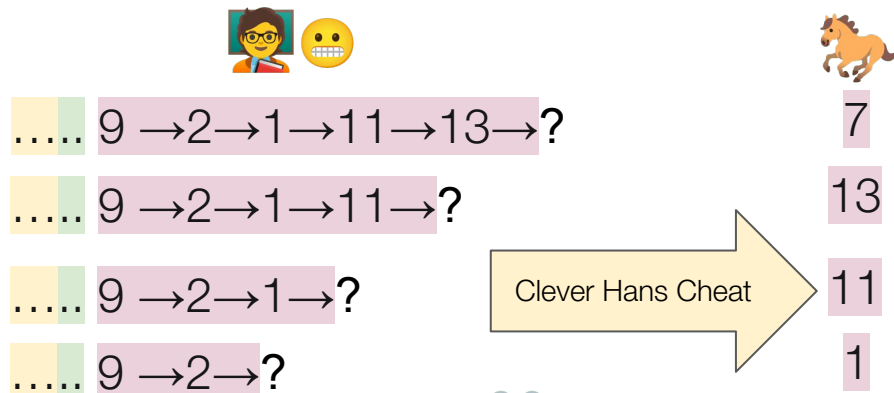 ….. 9 →2→1→11→13→? 7
….. 9 →2→1→11→? 13
….. 9 →2→1→? Clever Hans Cheat 11
….. 9 →2→? 1